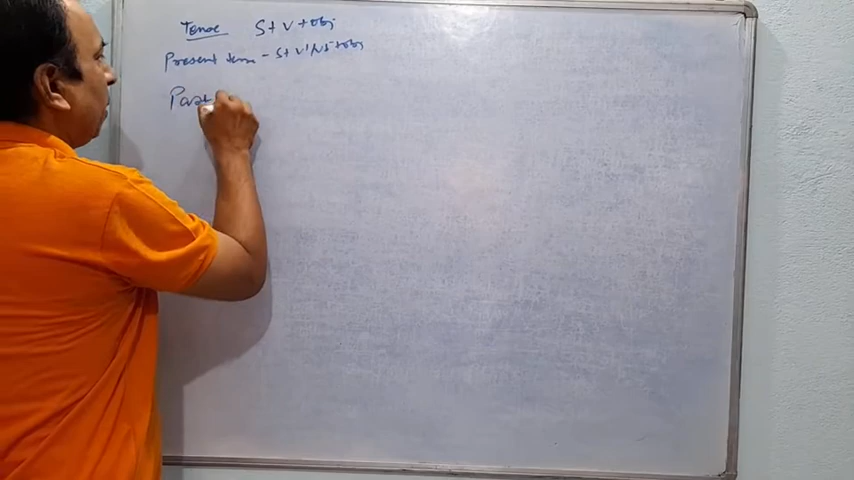 Tense S + V + obj
Present tense - S + V¹/V5 + obj
Past